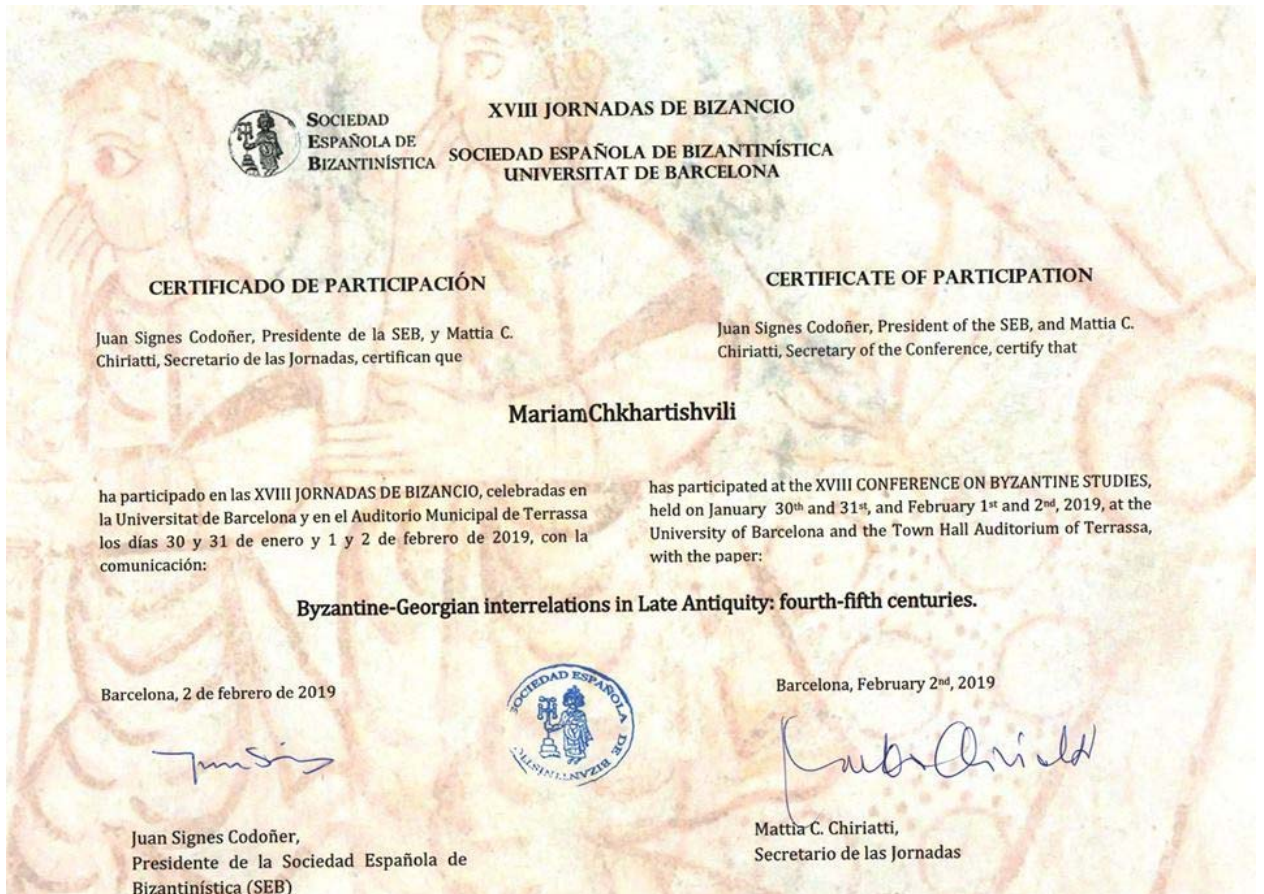 SOCIEDAD
ESPAÑOLA DE
BIZANTINÍSTICA
XVIII JORNADAS DE BIZANCIO
SOCIEDAD ESPAÑOLA DE BIZANTINÍSTICA
UNIVERSITAT DE BARCELONA
CERTIFICADO DE PARTICIPACIÓN
Juan Signes Codoñer, Presidente de la SEB, y Mattia C.
Chiriatti, Secretario de las Jornadas, certifican que
CERTIFICATE OF PARTICIPATION
Juan Signes Codoñer, President of the SEB, and Mattia C.
Chiriatti, Secretary of the Conference, certify that
Mariam Chkhartishvili
ha participado en las XVIII JORNADAS DE BIZANCIO, celebradas en
la Universitat de Barcelona y en el Auditorio Municipal de Terrassa
los días 30 y 31 de enero y 1 y 2 de febrero de 2019, con la
comunicación:
has participated at the XVIII CONFERENCE ON BYZANTINE STUDIES,
held on January 30th and 31st, and February 1st and 2nd, 2019, at the
University of Barcelona and the Town Hall Auditorium of Terrassa,
with the paper:
Byzantine-Georgian interrelations in Late Antiquity: fourth-fifth centuries.
Barcelona, 2 de febrero de 2019
SOCIEDAD ESPAÑOLA DE
Barcelona, February 2nd, 2019
Juan Signes Codoñer,
Presidente de la Sociedad Española de
Bizantinística (SEB)
Mattia C. Chiriatti,
Secretario de las Jornadas